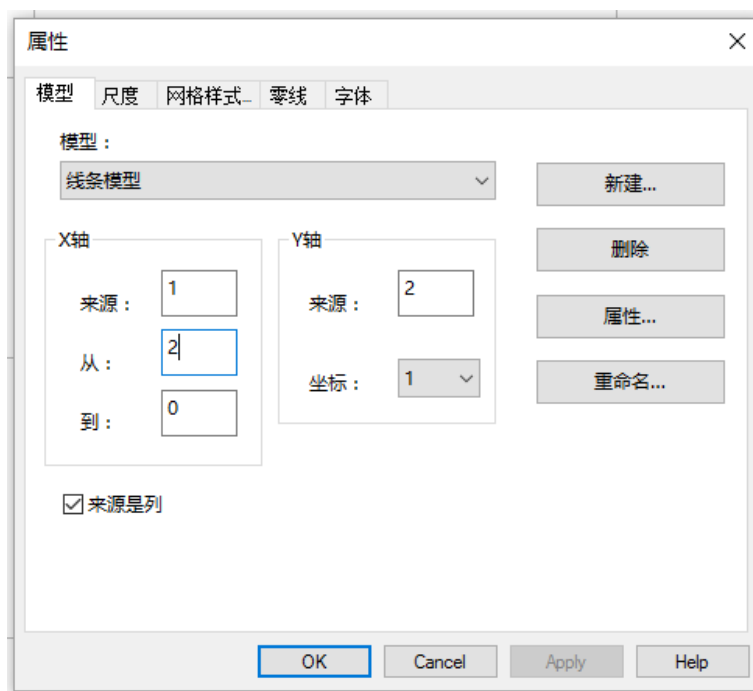 属性
模型 尺度 网格样式... 零线 字体
模型：
线条模型
新建...
X轴
Y轴
删除
来源： 1
来源： 2
属性...
从： 2
坐标： 1
重命名...
到： 0
来源是列
OK Cancel Apply Help